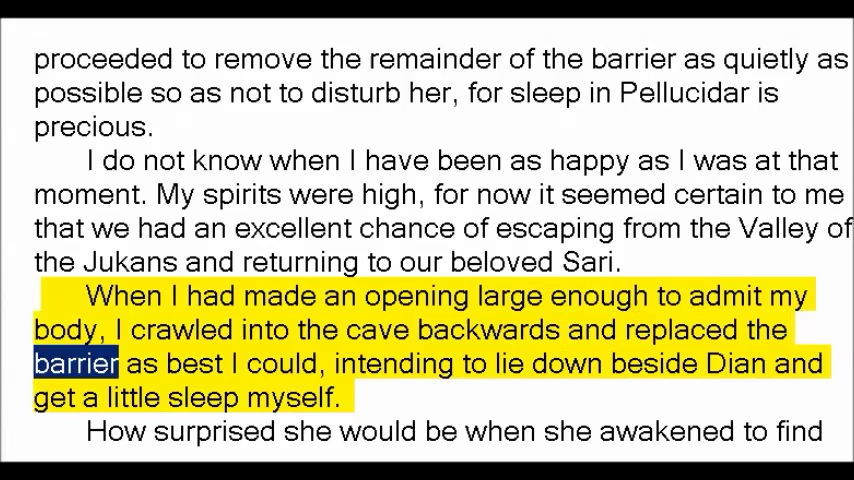 proceeded to remove the remainder of the barrier as quietly as
possible so as not to disturb her, for sleep in Pellucidar is
precious.
I do not know when I have been as happy as I was at that
moment. My spirits were high, for now it seemed certain to me
that we had an excellent chance of escaping from the Valley of
the Jukans and returning to our beloved Sari.
When I had made an opening large enough to admit my
body, I crawled into the cave backwards and replaced the
barrier as best I could, intending to lie down beside Dian and
get a little sleep myself.
How surprised she would be when she awakened to find